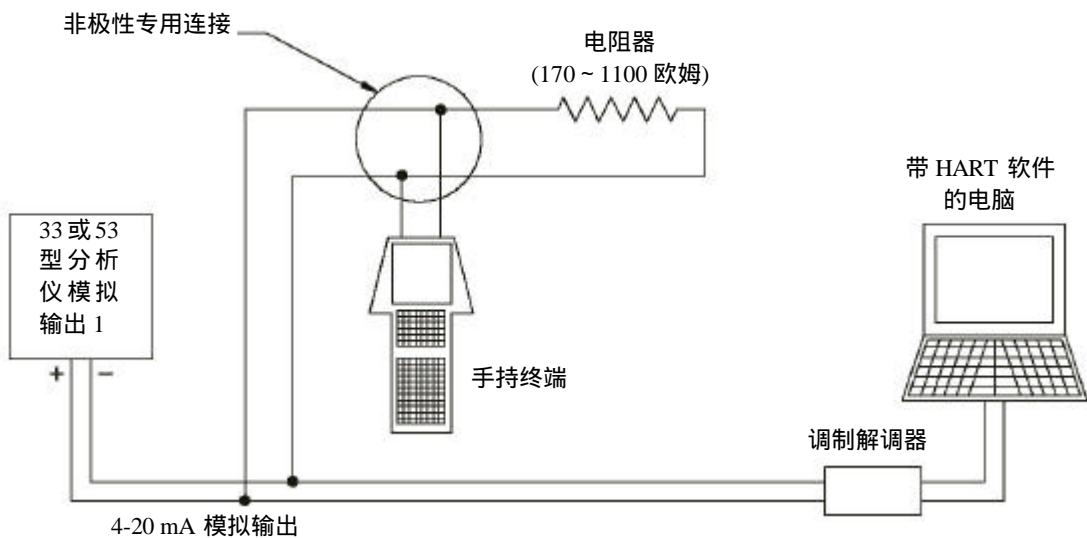 非极性专用连接
电阻器
(170 ~ 1100 欧姆)
带 HART 软件
的电脑
33 或 53
型分析
仪模拟
输出 1
+ −
手持终端
调制解调器
4-20 mA 模拟输出